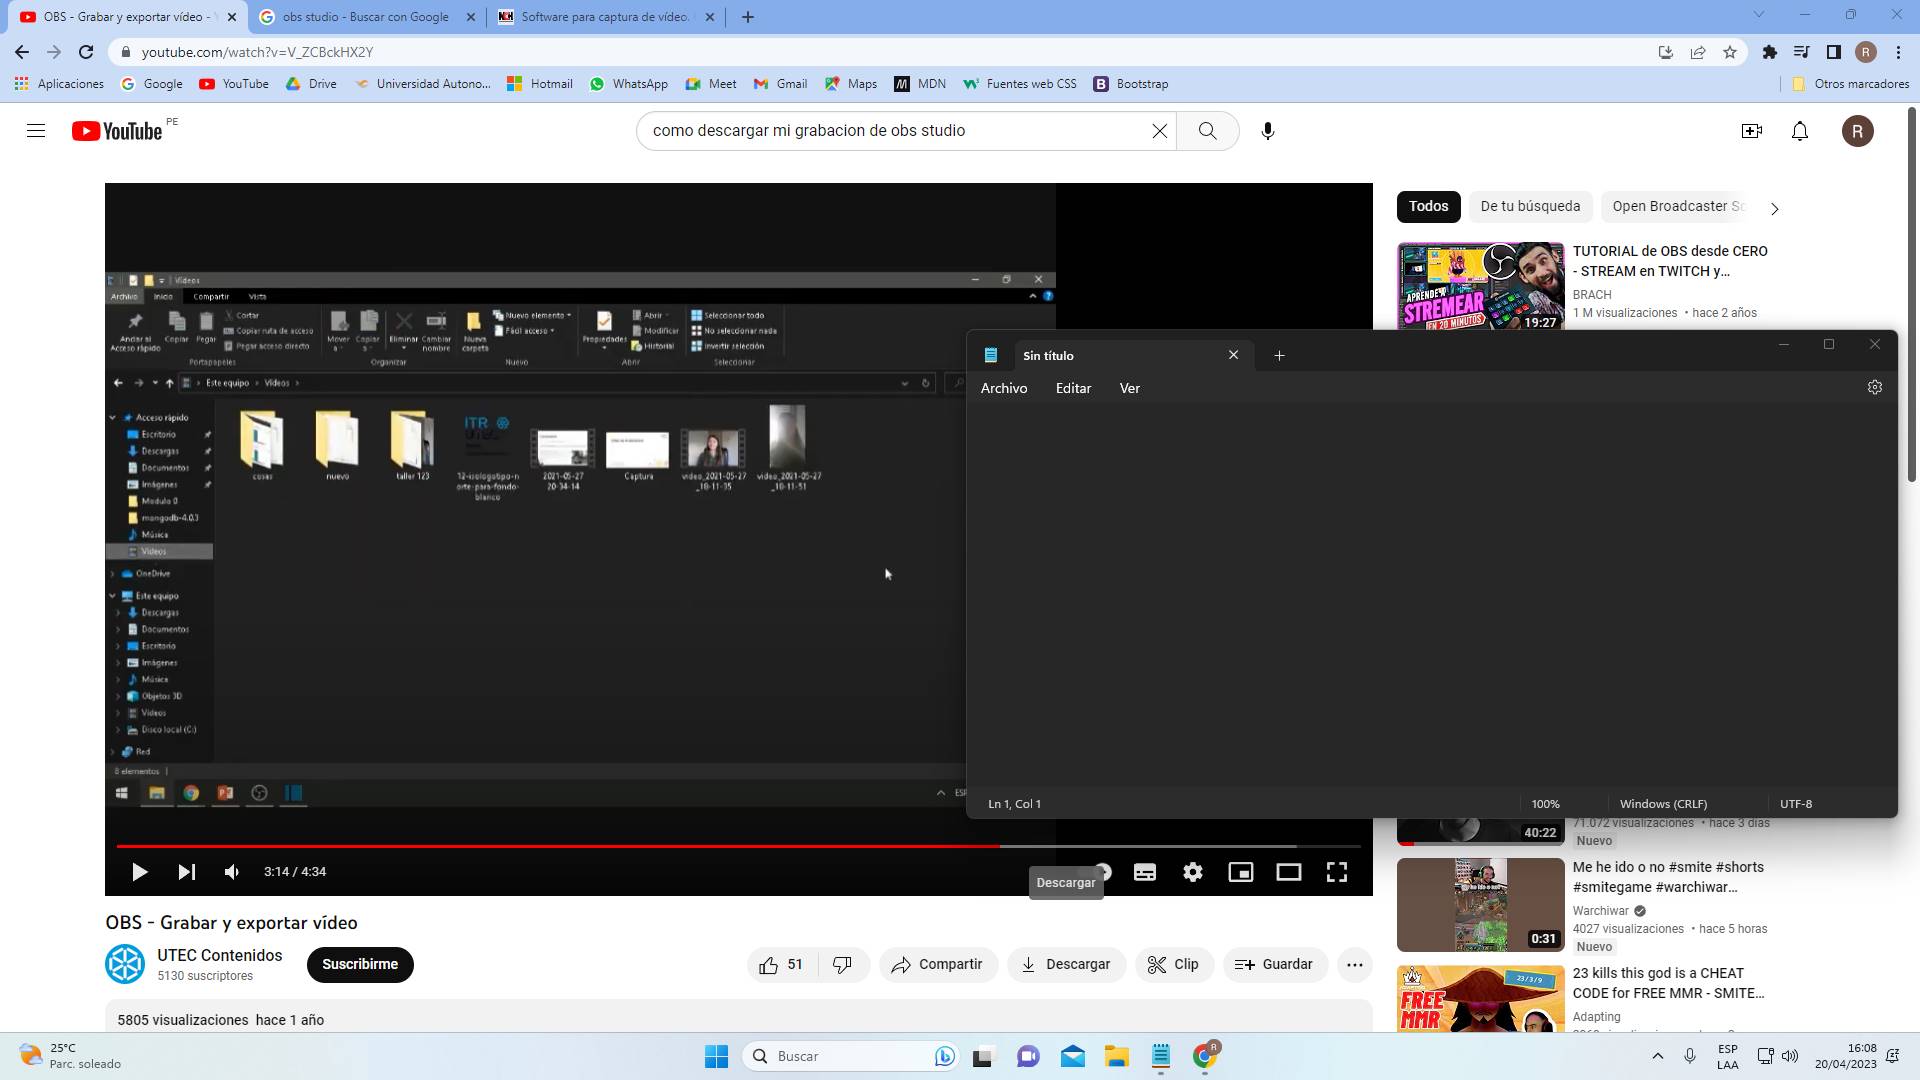 OBS - Grabar y exportar vídeo - Y
obs studio - Buscar con Google
NCH
Software para captura de vídeo.
youtube.com/watch?v=V_ZCBckHX2Y
R
Aplicaciones
Google
YouTube
Drive
Universidad Autono...
Hotmail
WhatsApp
Meet
Gmail
Maps
MDN
Fuentes web CSS
Bootstrap
Otros marcadores
YouTube PE
como descargar mi grabacion de obs studio
R
Todos
De tu búsqueda
Open Broadcaster So
TUTORIAL de OBS desde CERO
- STREAM en TWITCH y...
BRACH
1 M visualizaciones • hace 2 años
APRENDE A
STREMEAR
EN 20 MINUTOS
19:27
Vídeos
Archivo Inicio Compartir Vista
Anclar al
Acceso rápido
Copiar
Pegar
Cortar
Copiar ruta de acceso
Pegar acceso directo
Portapapeles
Mover
a
Copiar
a
Eliminar
Cambiar
nombre
Organizar
Nueva
carpeta
Nuevo elemento
Fácil acceso
Nuevo
Propiedades
Abrir
Modificar
Historial
Abrir
Seleccionar todo
No seleccionar nada
Invertir selección
Seleccionar
Este equipo > Vídeos >
Acceso rápido
Escritorio
Descargas
Documentos
Imágenes
Modulo 0
mongodb-4.0.3
Música
Vídeos
OneDrive
Este equipo
Descargas
Documentos
Escritorio
Imágenes
Música
Objetos 3D
Vídeos
Disco local (C:)
Red
8 elementos
cosas
nuevo
taller 123
ITR
UTEC
12-isologotipo-n
orte-para-fondo-
blanco
2021-05-27
20-34-14
Captura
video_2021-05-27
_18-11-35
video_2021-05-27
_18-11-51
ESP
Sin título
Archivo
Editar
Ver
Ln 1, Col 1
100%
Windows (CRLF)
UTF-8
3:14 / 4:34
Descargar
OBS - Grabar y exportar vídeo
UTEC Contenidos
5130 suscriptores
Suscribirme
51
Compartir
Descargar
Clip
Guardar
5805 visualizaciones hace 1 año
40:22
71.072 visualizaciones • hace 3 días
Nuevo
Me he ido o no #smite #shorts
#smitegame #warchiwar...
Warchiwar
4027 visualizaciones • hace 5 horas
Nuevo
0:31
23 kills this god is a CHEAT
CODE for FREE MMR - SMITE...
Adapting
FREE
MMR
23 / 3 / 9
25°C
Parc. soleado
Buscar
R
ESP
LAA
16:08
20/04/2023